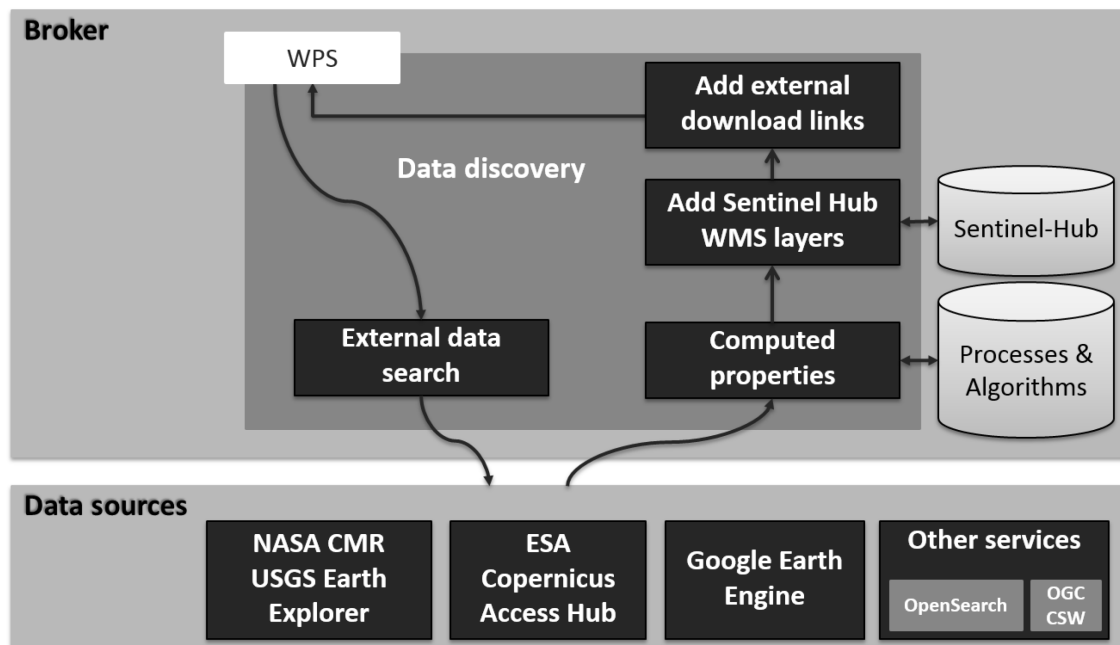 Broker
WPS
Add external
download links
Data discovery
Add Sentinel Hub
WMS layers
Sentinel-Hub
External data
search
Computed
properties
Processes &
Algorithms
Data sources
NASA CMR
USGS Earth
Explorer
ESA
Copernicus
Access Hub
Google Earth
Engine
Other services
OpenSearch
OGC
CSW